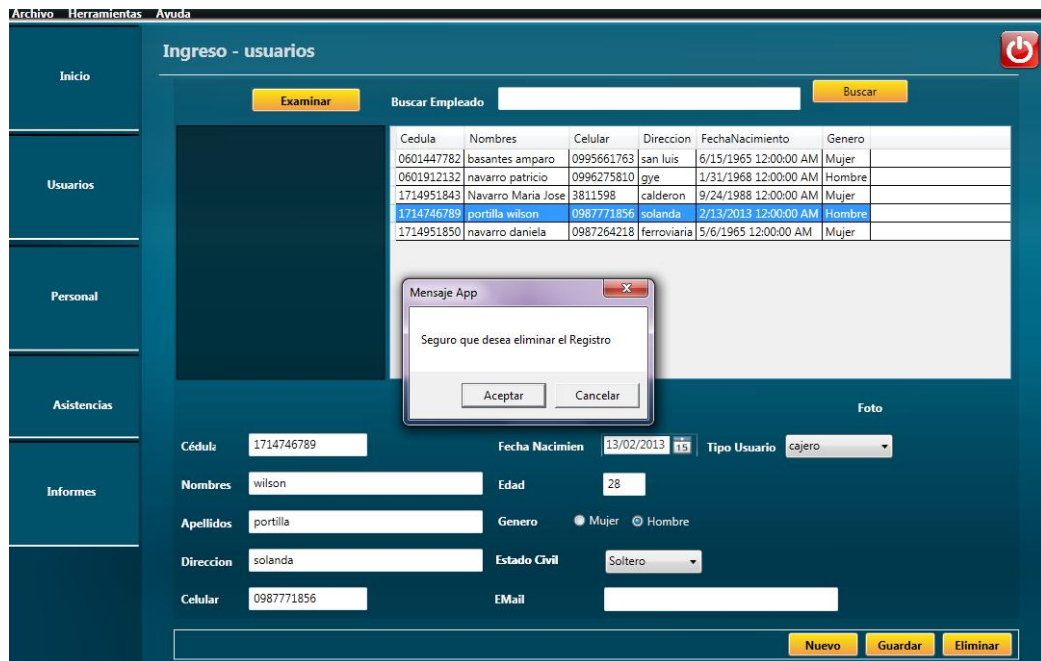 Archivo Herramientas Ayuda
Ingreso - usuarios
Inicio
Usuarios
Personal
Asistencias
Informes
Examinar Buscar Empleado Buscar
Cedula Nombres Celular Direccion FechaNacimiento Genero
0601447782 basantes amparo 0995661763 san luis 6/15/1965 12:00:00 AM Mujer
0601912132 navarro patricio 0996275810 gye 1/31/1968 12:00:00 AM Hombre
1714951843 Navarro Maria Jose 3811598 calderon 9/24/1988 12:00:00 AM Mujer
1714746789 portilla wilson 0987771856 solanda 2/13/2013 12:00:00 AM Hombre
1714951850 navarro daniela 0987264218 ferroviaria 5/6/1965 12:00:00 AM Mujer
Mensaje App
Seguro que desea eliminar el Registro
Aceptar Cancelar
Foto
Cédula 1714746789 Fecha Nacimien 13/02/2013 15 Tipo Usuario cajero
Nombres wilson Edad 28
Apellidos portilla Genero Mujer Hombre
Direccion solanda Estado Civil Soltero
Celular 0987771856 EMail
Nuevo Guardar Eliminar